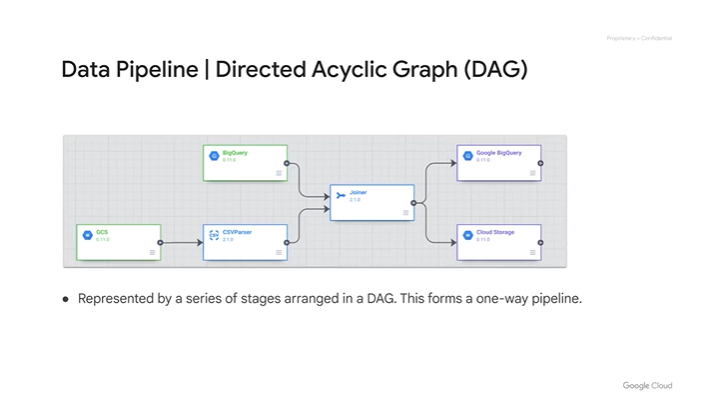 Proprietary + Confidential
Data Pipeline | Directed Acyclic Graph (DAG)
BigQuery
0.11.0
Google BigQuery
0.11.0
Joiner
2.1.0
GCS
0.11.0
CSV
CSVParser
2.1.0
Cloud Storage
0.11.0
● Represented by a series of stages arranged in a DAG. This forms a one-way pipeline.
Google Cloud